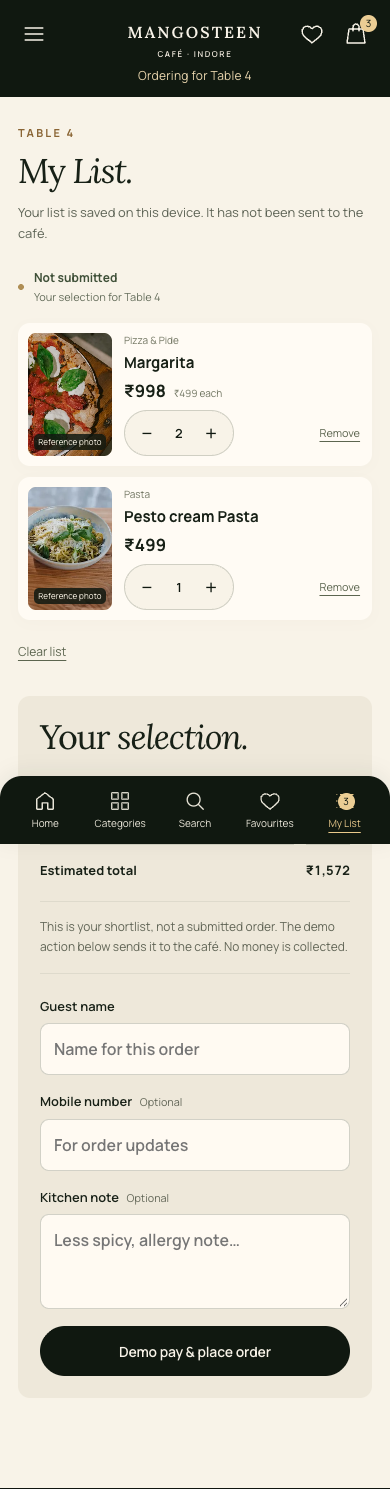 MANGOSTEEN
3
CAFÉ · INDORE
Ordering for Table 4
TABLE 4
My List.
Your list is saved on this device. It has not been sent to the
café.
Not submitted
Your selection for Table 4
Pizza & Pide
Margarita
₹998 ₹499 each
Reference photo
− 2 +
Remove
Pasta
Pesto cream Pasta
₹499
Reference photo
− 1 +
Remove
Clear list
Your selection.
3
Home Categories Search Favourites My List
Estimated total ₹1,572
This is your shortlist, not a submitted order. The demo
action below sends it to the café. No money is collected.
Guest name
Name for this order
Mobile number Optional
For order updates
Kitchen note Optional
Less spicy, allergy note…
Demo pay & place order